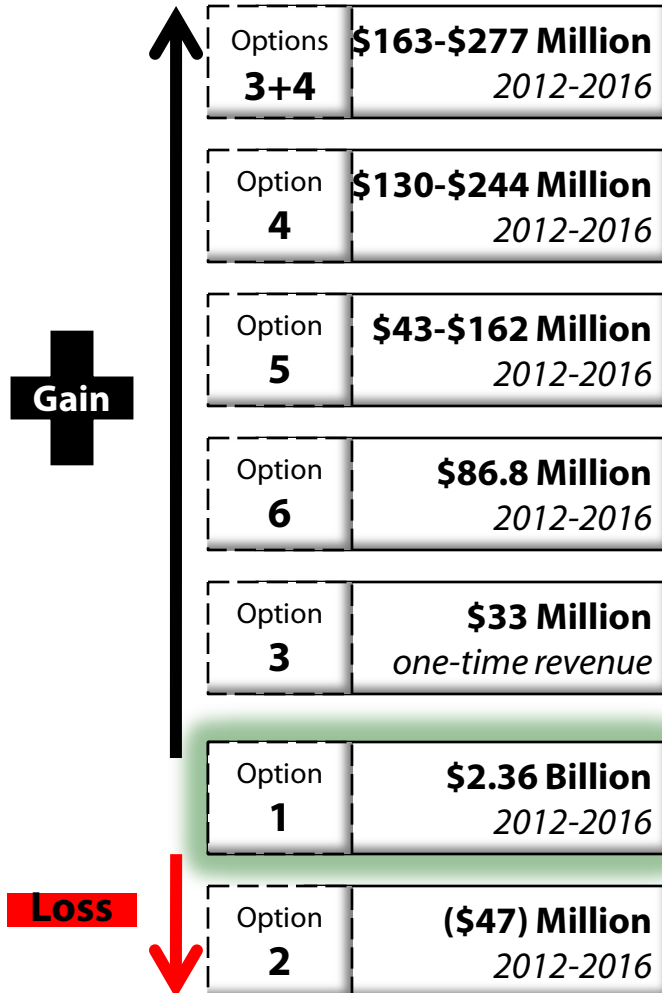 Options
3+4
$163-$277 Million
2012-2016
Option
4
$130-$244 Million
2012-2016
Option
5
$43-$162 Million
2012-2016
Gain
Option
6
$86.8 Million
2012-2016
Option
3
$33 Million
one-time revenue
Option
1
$2.36 Billion
2012-2016
Loss
Option
2
($47) Million
2012-2016